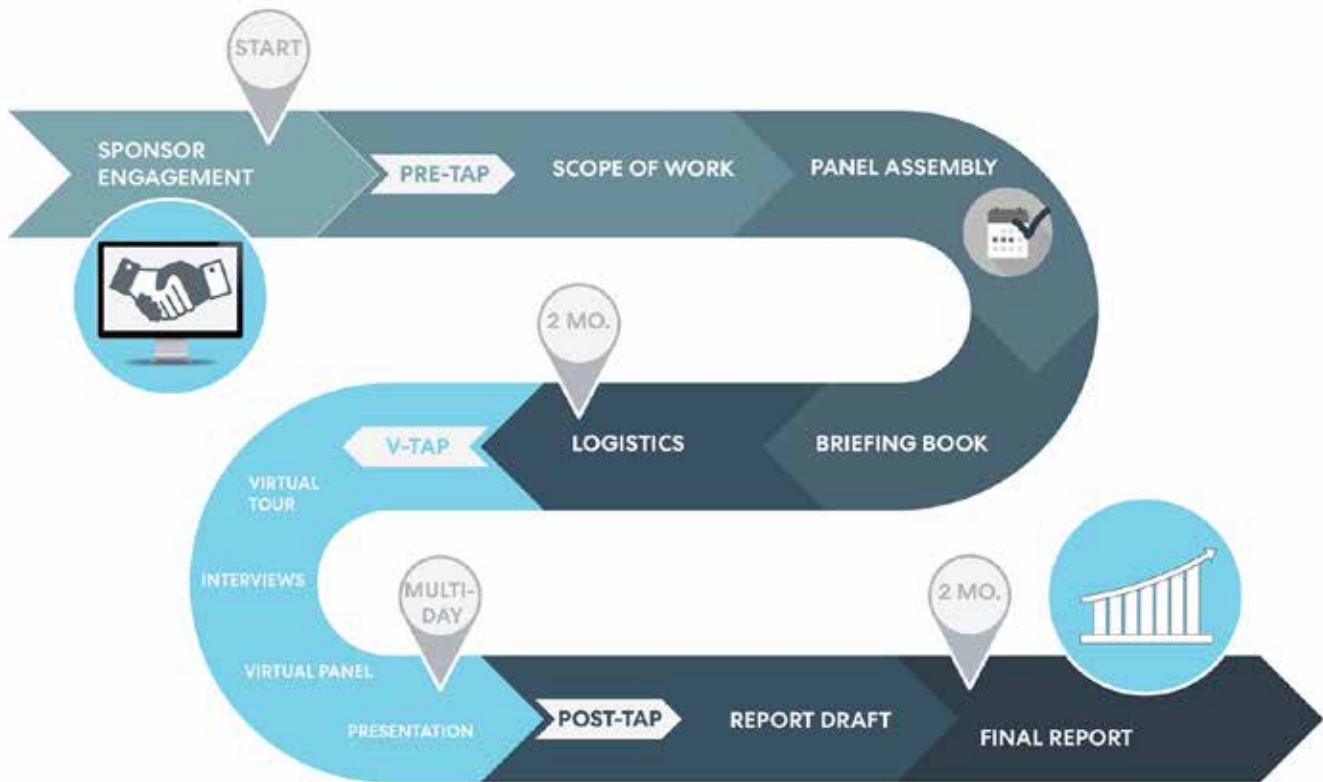 START
SPONSOR
ENGAGEMENT
PRE-TAP
SCOPE OF WORK
PANEL ASSEMBLY
2 MO.
BRIEFING BOOK
LOGISTICS
V-TAP
VIRTUAL
TOUR
INTERVIEWS
VIRTUAL PANEL
PRESENTATION
MULTI-
DAY
POST-TAP
REPORT DRAFT
2 MO.
FINAL REPORT